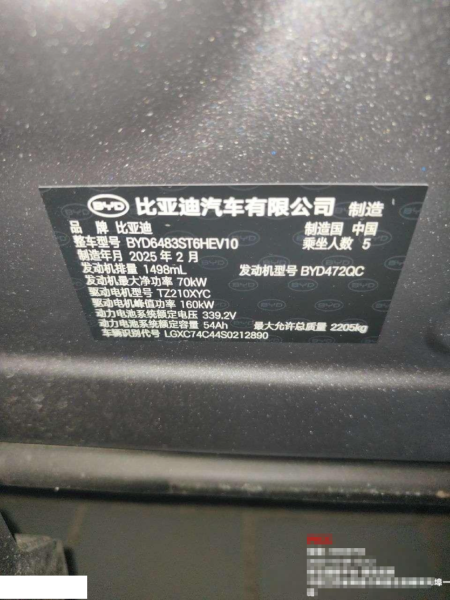 BYD 比亚迪汽车有限公司 制造
品 牌 比亚迪 制造国 中国
整车型号 BYD6483ST6HEV10 乘坐人数 5
制造年月 2025 年 2 月
发动机排量 1498mL 发动机型号 BYD472QC
发动机最大净功率 70kW
驱动电机型号 TZ210XYC
驱动电机峰值功率 160kW
动力电池系统额定电压 339.2V
动力电池系统额定容量 54Ah 最大允许总质量 2205kg
车辆识别代号 LGXC74C44S0212890